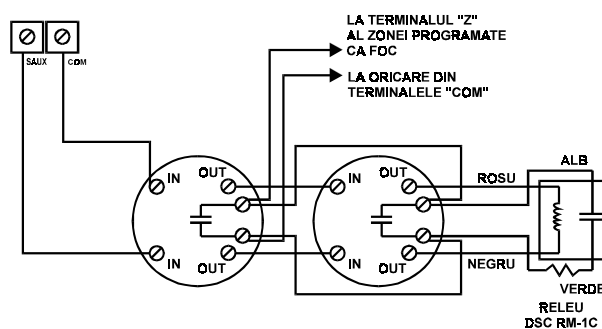 LA TERMINALUL "Z"
AL ZONEI PROGRAMATE
CA FOC
LA ORICARE DIN
TERMINALELE "COM"
SAUX
COM
IN
OUT
IN
OUT
IN
OUT
IN
OUT
ROSU
ALB
NEGRU
VERDE
RELEU
DSC RM-1C